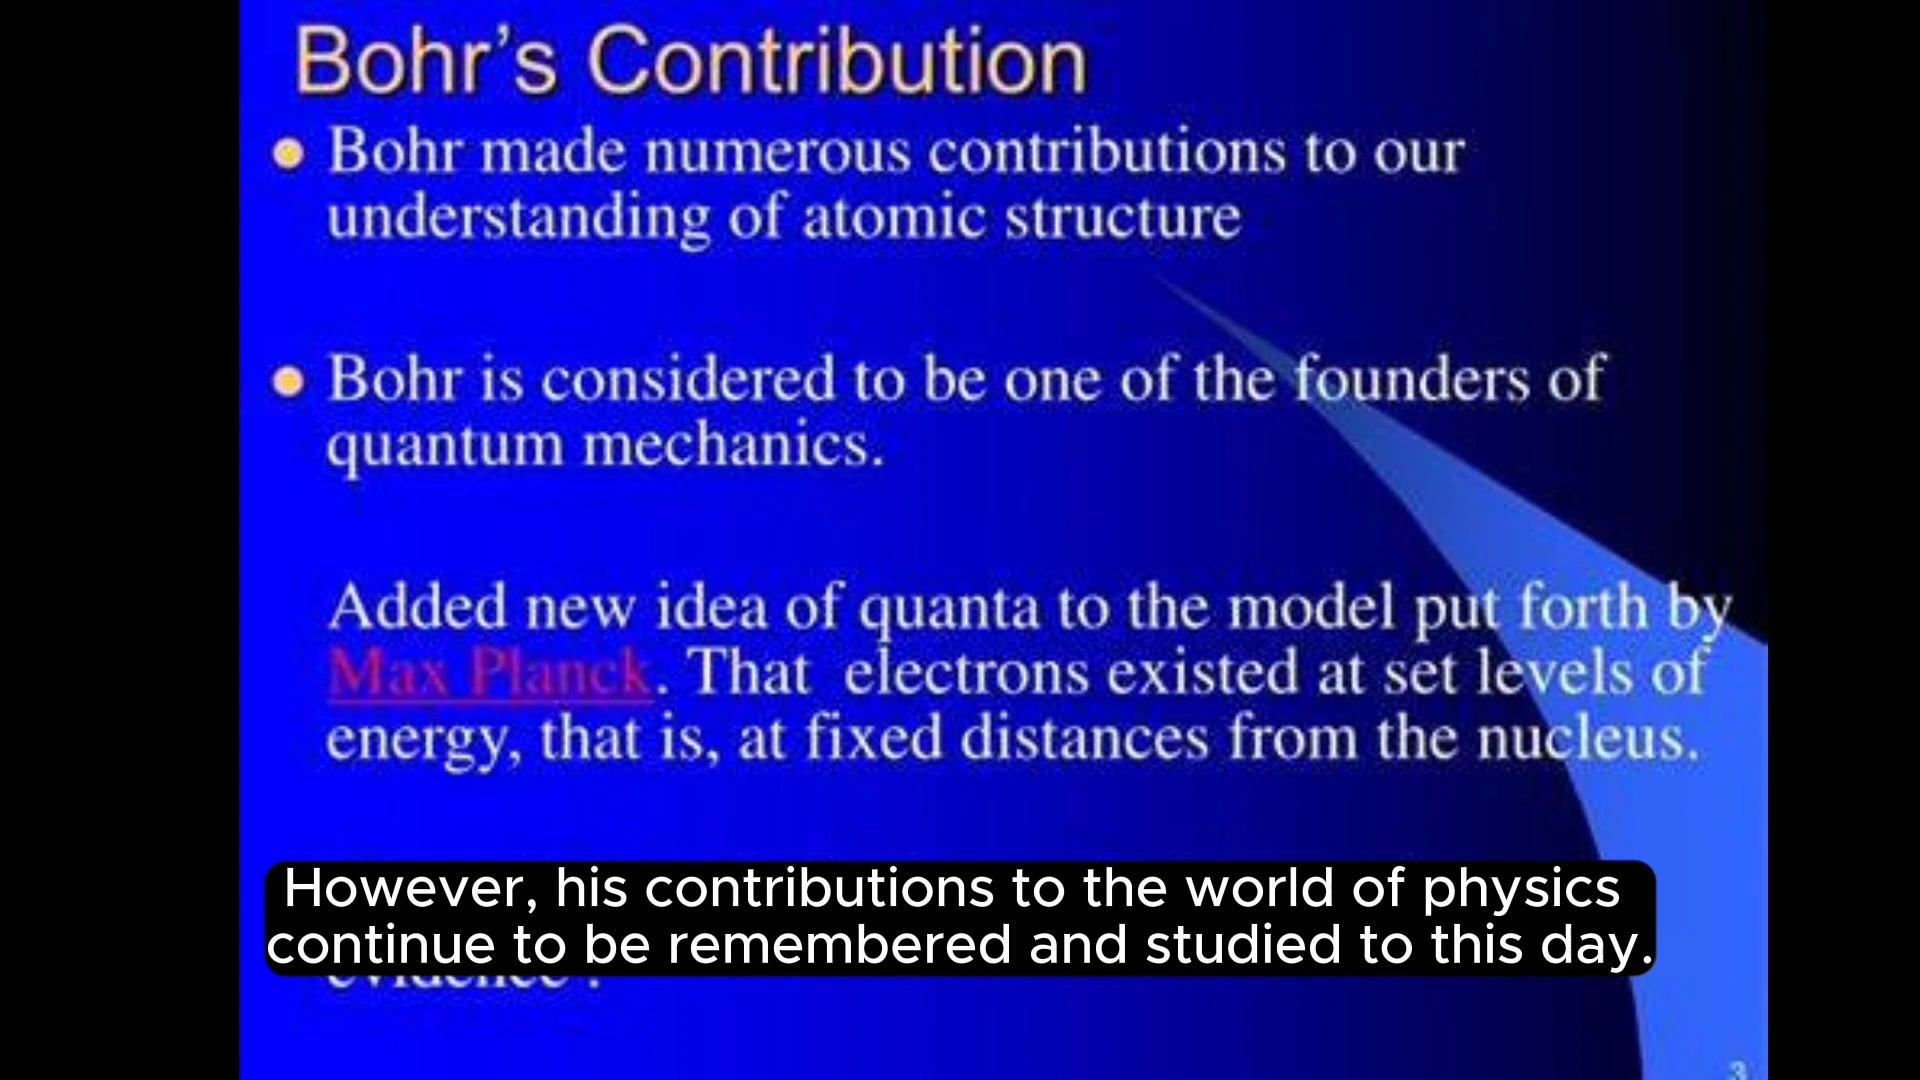 Bohr's Contribution
Bohr made numerous contributions to our
understanding of atomic structure
Bohr is considered to be one of the founders of
quantum mechanics.
Added new idea of quanta to the model put forth by
Max Planck. That electrons existed at set levels of
energy, that is, at fixed distances from the nucleus.
However, his contributions to the world of physics
continue to be remembered and studied to this day.
evidence .
3